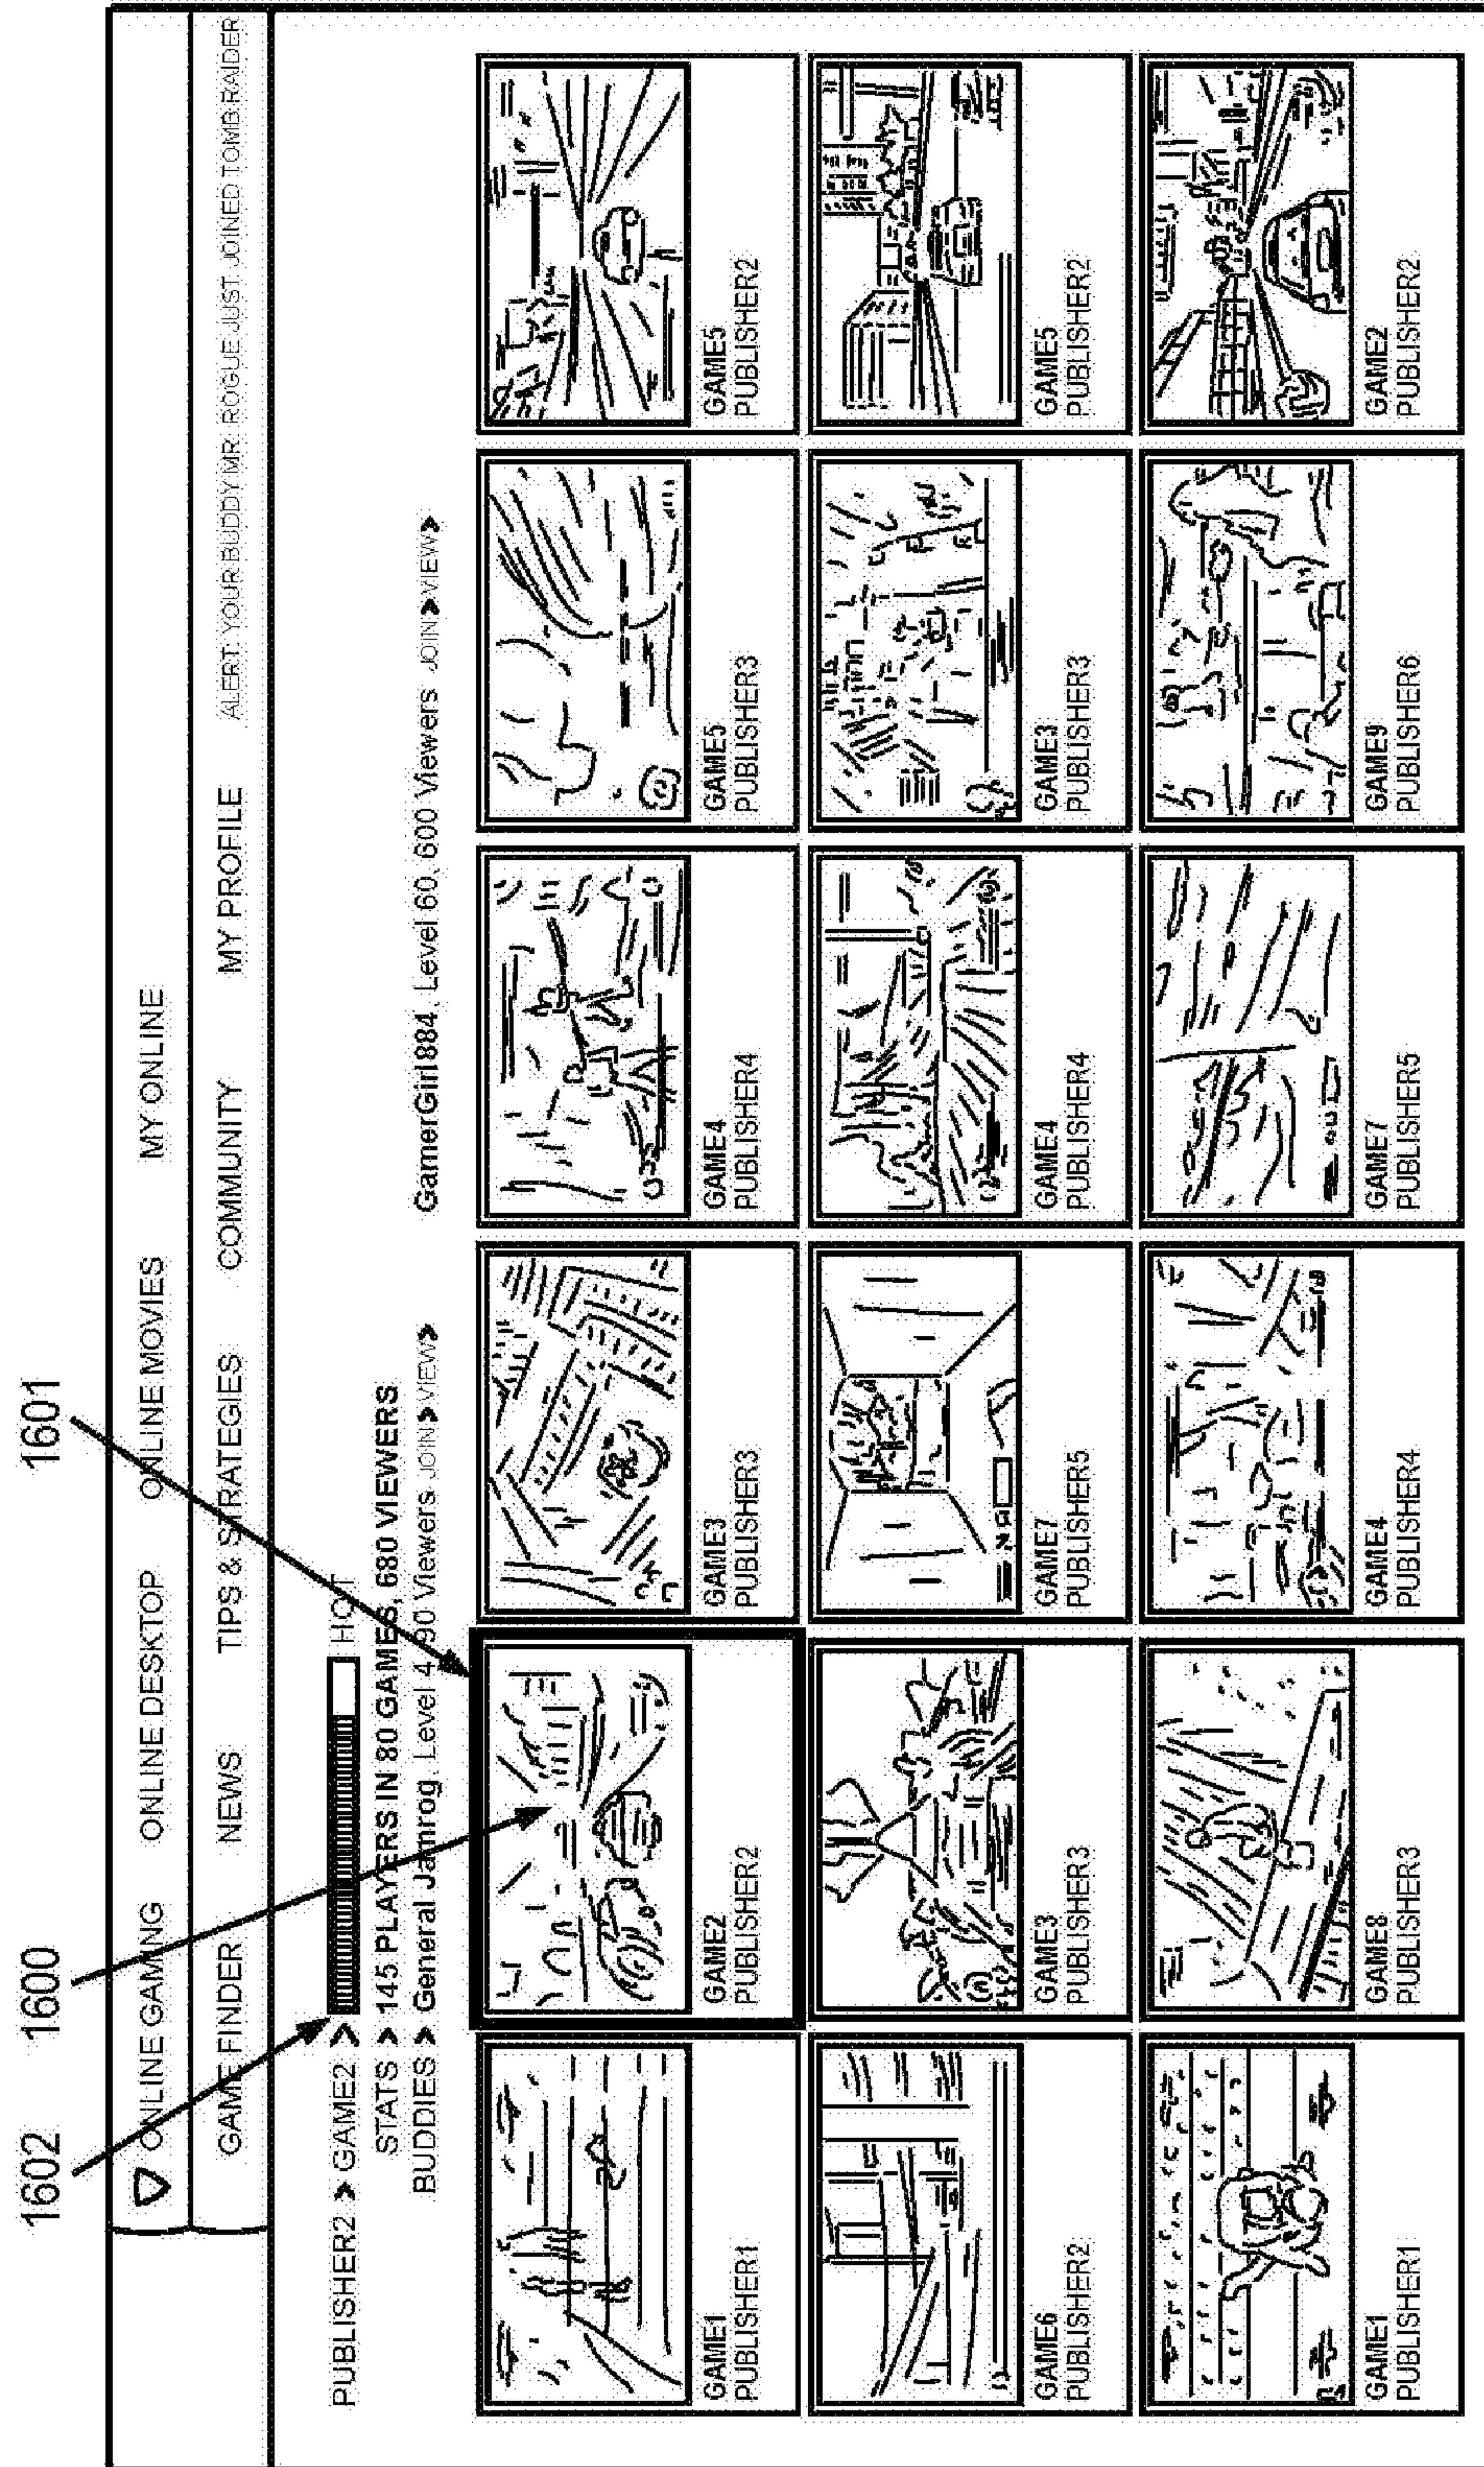 1602 1600 1601
ONLINE GAMING ONLINE DESKTOP ONLINE MOVIES MY ONLINE
GAME FINDER NEWS TIPS & STRATEGIES COMMUNITY MY PROFILE ALERT: YOUR BUDDY MR. ROGUE JUST JOINED TOMB RAIDER
PUBLISHER2 > GAME2 > HOT
STATS > 145 PLAYERS IN 80 GAMES, 680 VIEWERS
BUDDIES > General Jamrog, Level 4, 90 Viewers JOIN > VIEW > GamerGirl884, Level 60, 600 Viewers JOIN > VIEW >
GAME1 GAME2 GAME3 GAME4 GAME5 GAME5
PUBLISHER1 PUBLISHER2 PUBLISHER3 PUBLISHER4 PUBLISHER3 PUBLISHER2
GAME6 GAME3 GAME7 GAME4 GAME3 GAME5
PUBLISHER2 PUBLISHER3 PUBLISHER5 PUBLISHER4 PUBLISHER3 PUBLISHER2
GAME1 GAME8 GAME4 GAME7 GAME9 GAME2
PUBLISHER1 PUBLISHER3 PUBLISHER4 PUBLISHER5 PUBLISHER6 PUBLISHER2